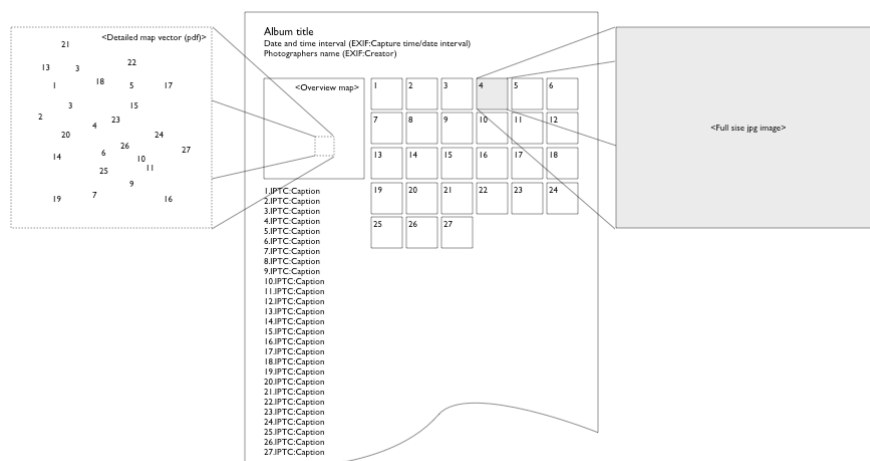 <Detailed map vector (pdf)>
21
22
13 3
18
1 5 17
3 15
2
23
4
20 24
26
27
6
14 10
11
25
9
7
19 16
Album title
Date and time interval (EXIF:Capture time/date interval)
Photographers name (EXIF:Creator)
<Overview map>
1 2 3 4 5 6
7 8 9 10 11 12
13 14 15 16 17 18
19 20 21 22 23 24
25 26 27
1.IPTC:Caption
2.IPTC:Caption
3.IPTC:Caption
4.IPTC:Caption
5.IPTC:Caption
6.IPTC:Caption
7.IPTC:Caption
8.IPTC:Caption
9.IPTC:Caption
10.IPTC:Caption
11.IPTC:Caption
12.IPTC:Caption
13.IPTC:Caption
14.IPTC:Caption
15.IPTC:Caption
16.IPTC:Caption
17.IPTC:Caption
18.IPTC:Caption
19.IPTC:Caption
20.IPTC:Caption
21.IPTC:Caption
22.IPTC:Caption
23.IPTC:Caption
24.IPTC:Caption
25.IPTC:Caption
26.IPTC:Caption
27.IPTC:Caption
<Full sise jpg image>